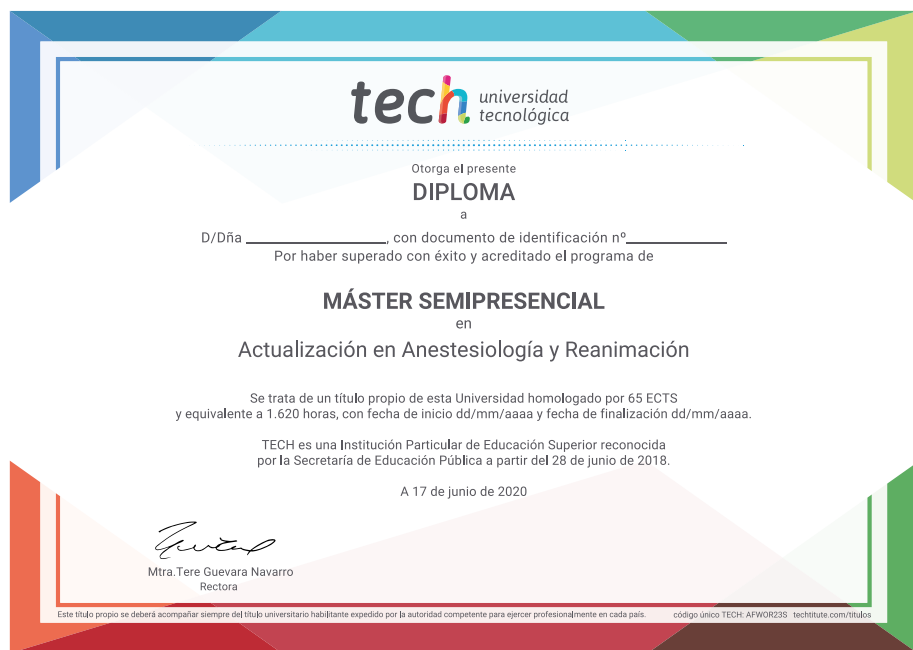 tech universidad
tecnológica
Otorga el presente
DIPLOMA
a
D/Dña ____________, con documento de identificación nº____________
Por haber superado con éxito y acreditado el programa de
MÁSTER SEMIPRESENCIAL
en
Actualización en Anestesiología y Reanimación
Se trata de un título propio de esta Universidad homologado por 65 ECTS
y equivalente a 1.620 horas, con fecha de inicio dd/mm/aaaa y fecha de finalización dd/mm/aaaa.
TECH es una Institución Particular de Educación Superior reconocida
por la Secretaría de Educación Pública a partir del 28 de junio de 2018.
A 17 de junio de 2020
Mtra.Tere Guevara Navarro
Rectora
Este título propio se deberá acompañar siempre del título universitario habilitante expedido por la autoridad competente para ejercer profesionalmente en cada país. código único TECH: AFWOR23S techtitute.com/titulos